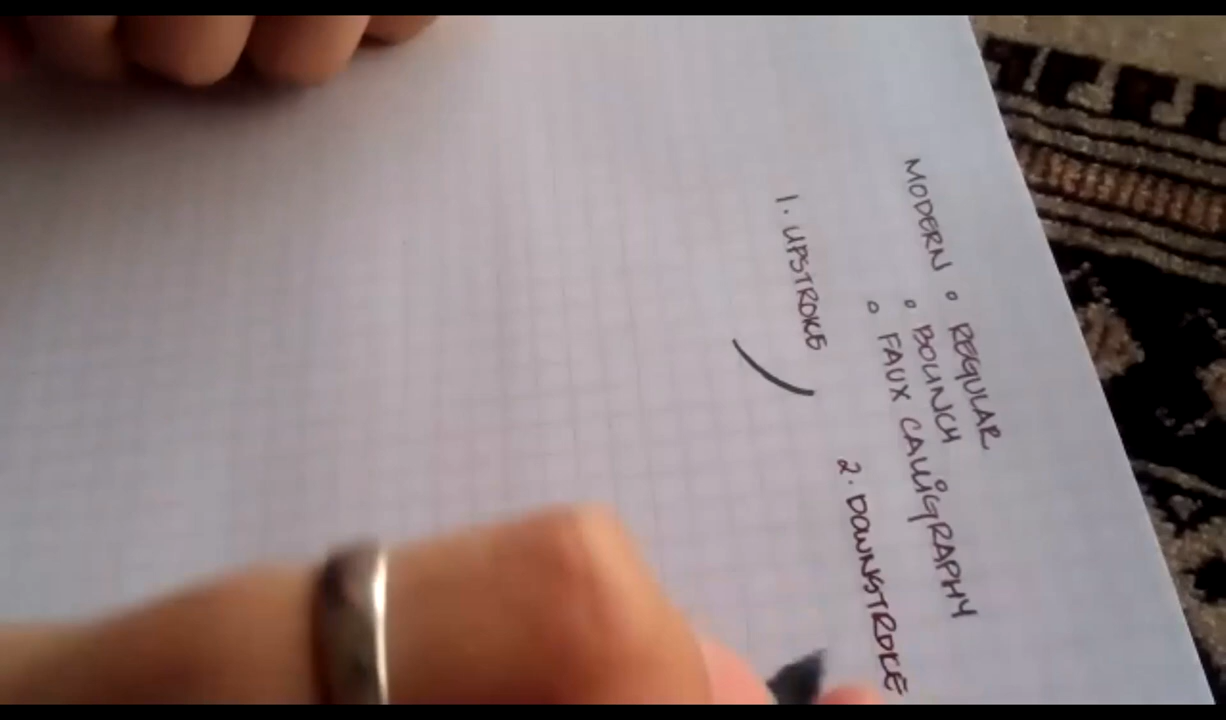 MODERN ° REGULAR
° BOUNCY
° FAUX CALLIGRAPHY
1. UPSTROKE
2. DOWNSTROKE